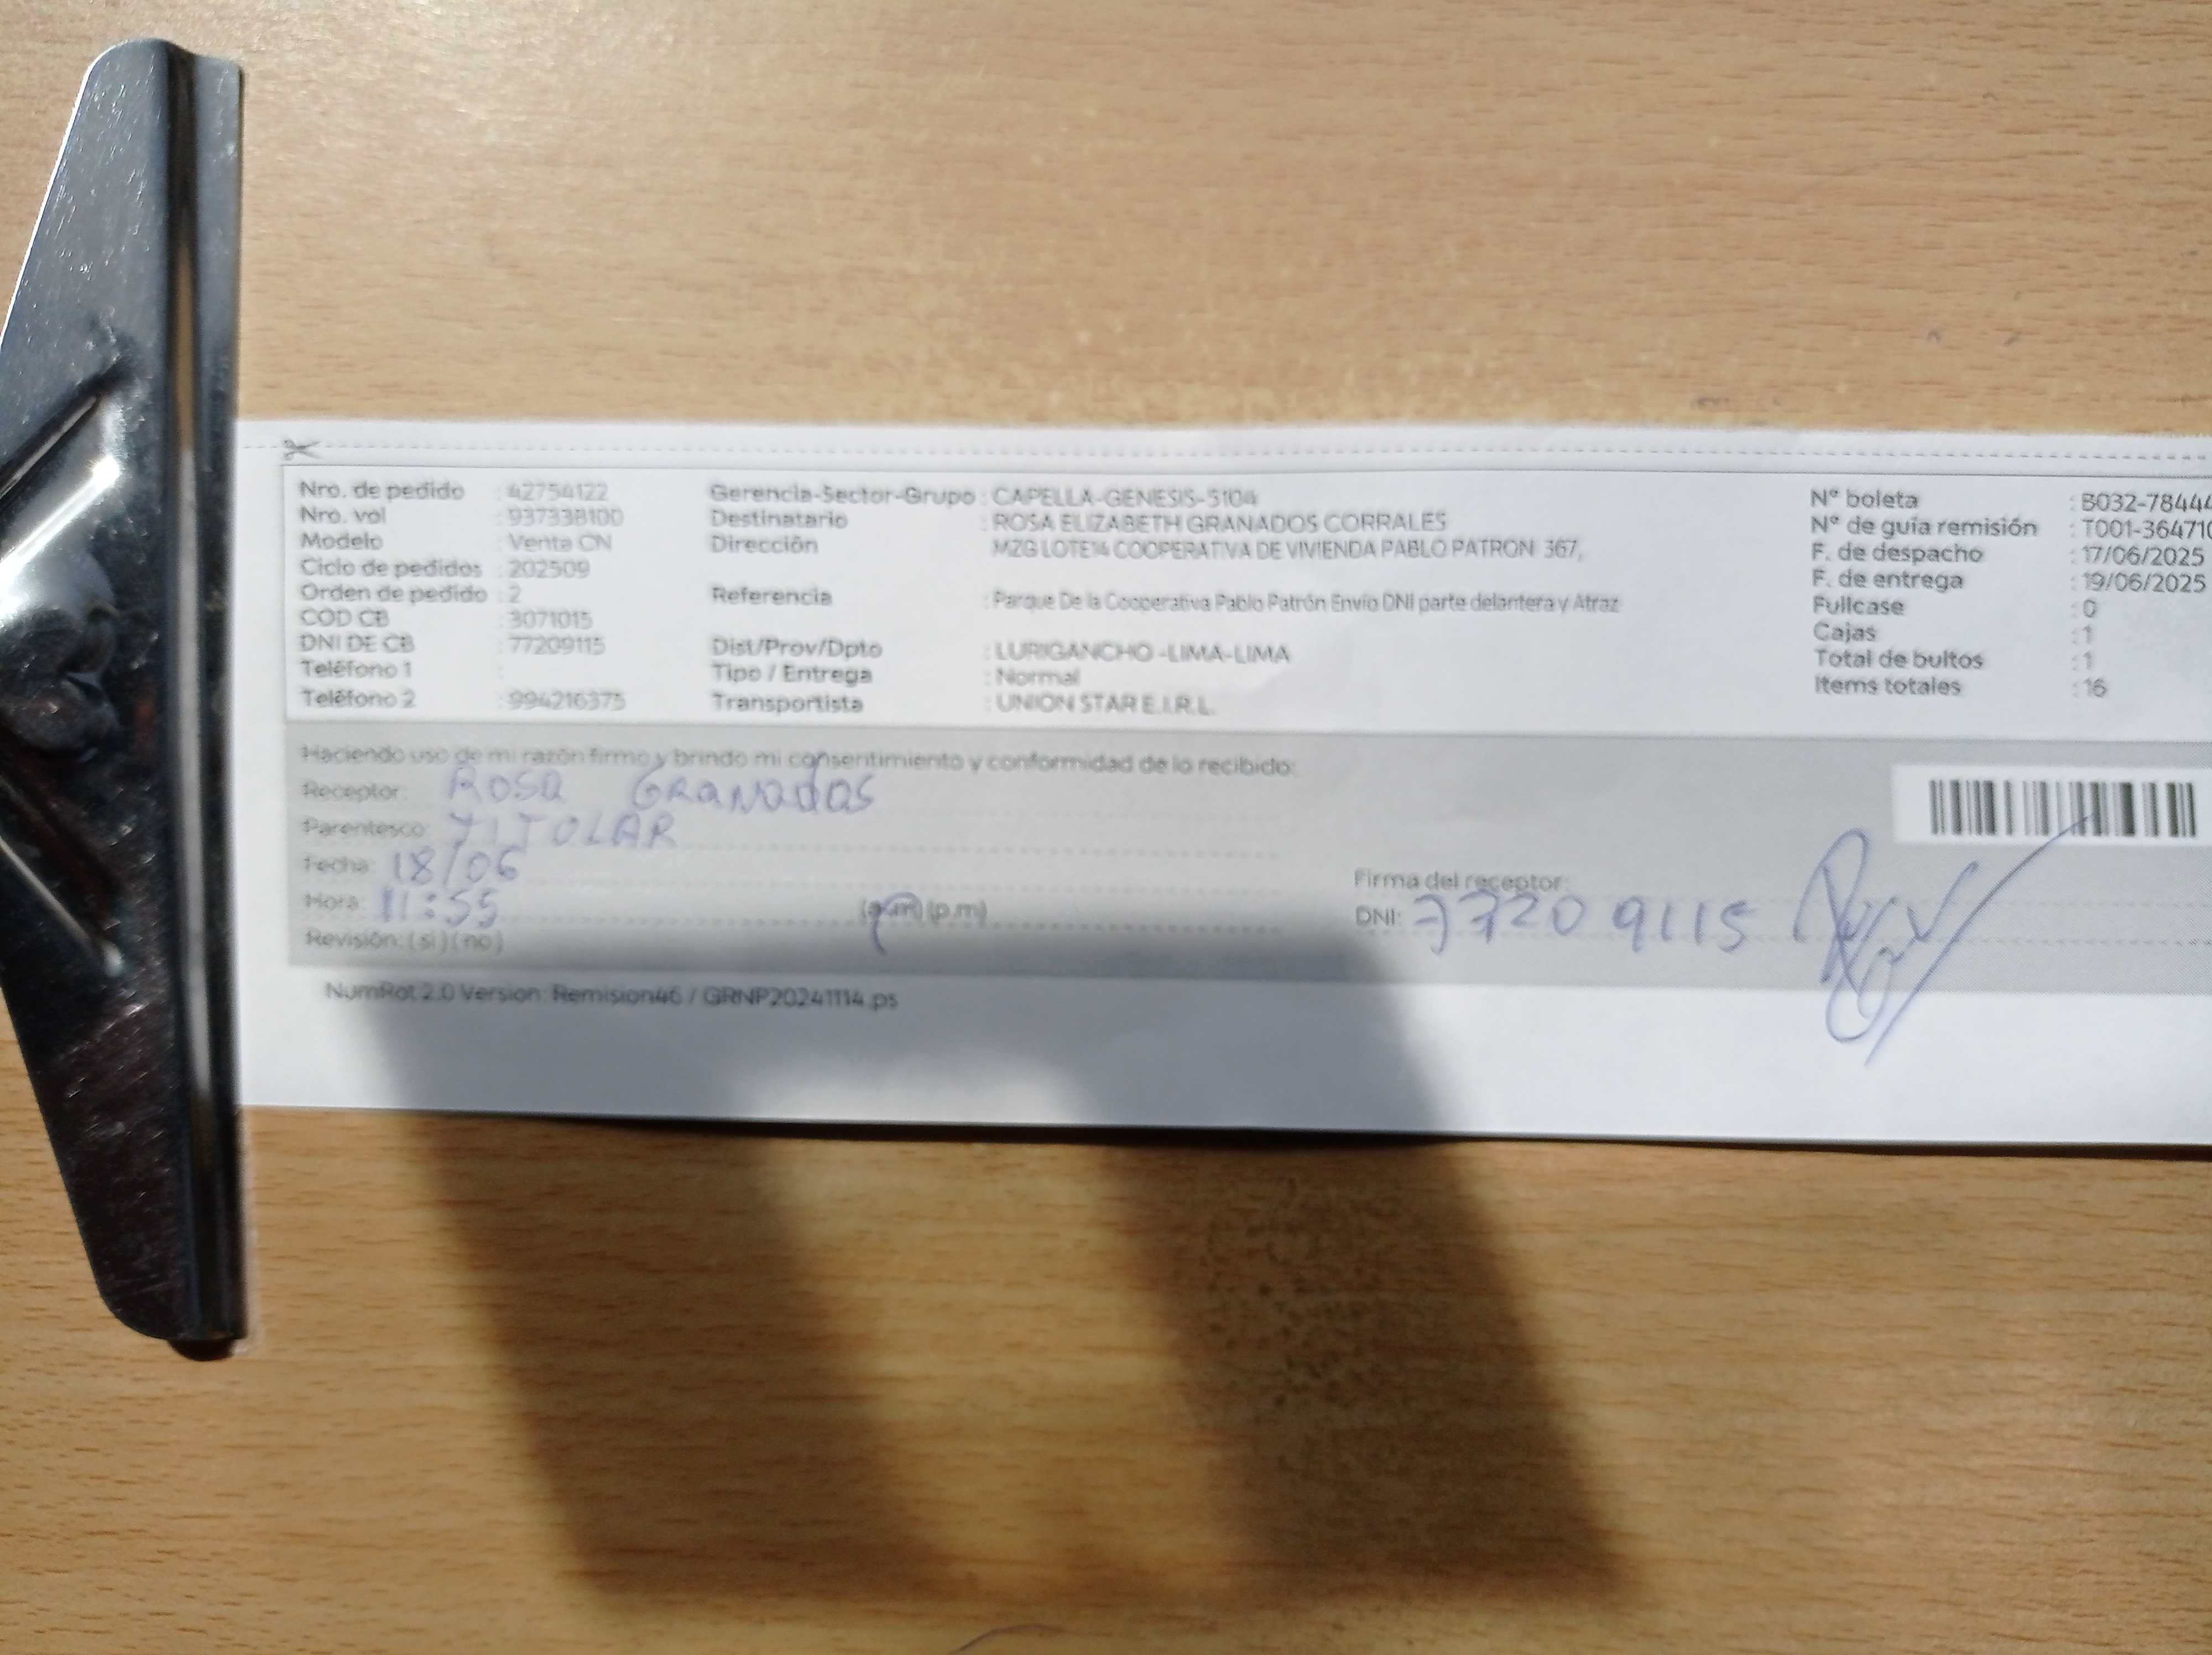 Nro. de pedido : 42754122
Nro. vol : 937338100
Modelo : Venta CN
Ciclo de pedidos : 202509
Orden de pedido : 2
COD CB : 3071015
DNI DE CB : 77209115
Teléfono 1 :
Teléfono 2 : 994216375
Gerencia-Sector-Grupo : CAPELLA-GENESIS-5104
Destinatario : ROSA ELIZABETH GRANADOS CORRALES
Dirección MZG LOTE14 COOPERATIVA DE VIVIENDA PABLO PATRON 367,
Referencia : Parque De la Cooperativa Pablo Patrón Envío DNI parte delantera y Atraz
Dist/Prov/Dpto : LURIGANCHO -LIMA-LIMA
Tipo / Entrega : Normal
Transportista : UNION STAR E.I.R.L.
N° boleta : B032-78444
N° de guía remisión : T001-364710
F. de despacho : 17/06/2025
F. de entrega : 19/06/2025
Fullcase : 0
Cajas : 1
Total de bultos : 1
Items totales : 16
Haciendo uso de mi razón firmo y brindo mi consentimiento y conformidad de lo recibido:
Receptor: ROSA GRANADOS
Parentesco: TITULAR
Fecha: 18/06
Hora: 11:55 (a.m) (p.m)
Revisión: (si) (no)
Firma del receptor:
DNI: 77209115
NumRot 2.0 Version: Remision46 / GRNP20241114.ps